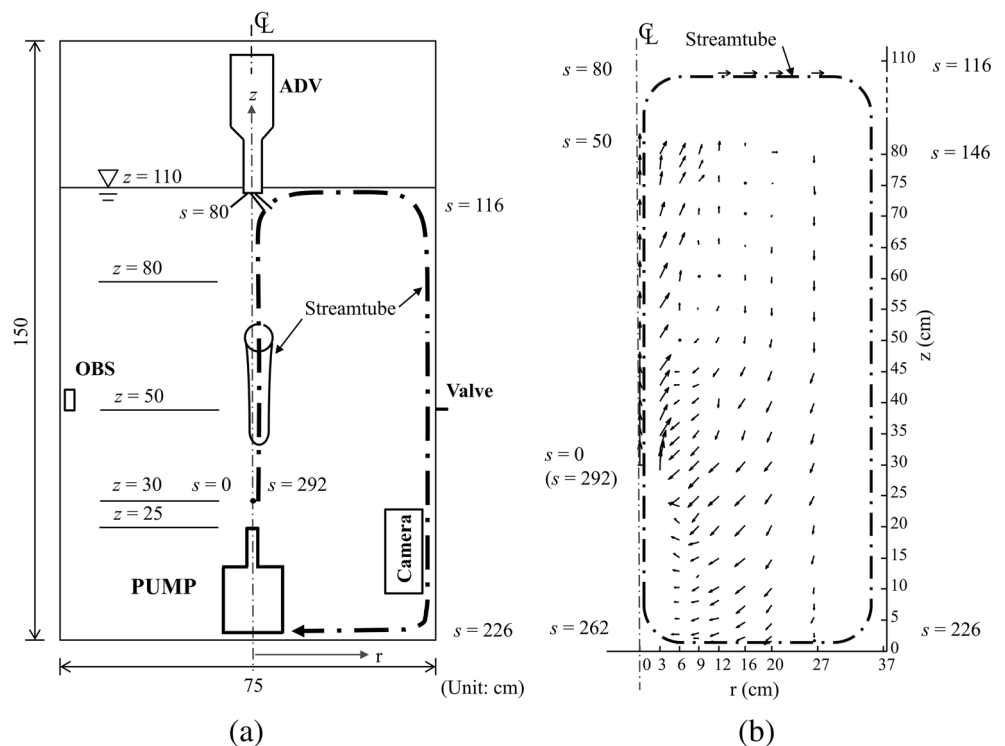 ℄
ADV
z
z = 110
s = 80
s = 116
z = 80
150
Streamtube
OBS
z = 50
Valve
z = 30
s = 0
s = 292
z = 25
Camera
PUMP
s = 226
r
75
(Unit: cm)
(a)
℄
Streamtube
s = 80
110
s = 116
s = 50
80
s = 146
75
70
65
60
55
50
z (cm)
45
40
35
s = 0
30
(s = 292)
25
20
15
10
s = 262
5
s = 226
0
0 3 6 9 12 16 20 27 37
r (cm)
(b)